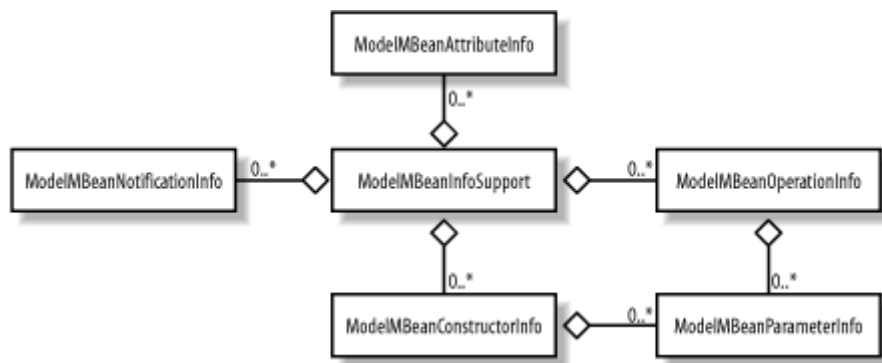 ModelMBeanAttributeInfo
0..*
ModelMBeanNotificationInfo
0..*
ModelMBeanInfoSupport
0..*
ModelMBeanOperationInfo
0..*
0..*
ModelMBeanConstructorInfo
0..*
ModelMBeanParameterInfo